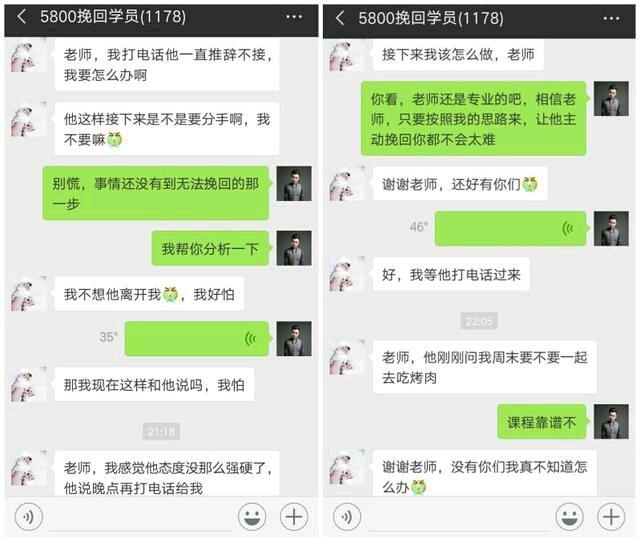 5800挽回学员(1178)
老师，我打电话他一直推辞不接，
我要怎么办啊
他这样接下来是不是要分手啊，我
不要嘛😭
别慌，事情还没有到无法挽回的那
一步
我帮你分析一下
我不想他离开我😭，我好怕
35"
那我现在这样和他说吗，我怕
21:18
老师，我感觉他态度没那么强硬了，
他说晚点再打电话给我
5800挽回学员(1178)
接下来我该怎么做，老师
你看，老师还是专业的吧，相信老
师，只要按照我的思路来，让他主
动挽回你都不会太难
谢谢老师，还好有你们😭
46"
好，我等他打电话过来
22:05
老师，他刚刚问我周末要不要一起
去吃烤肉
课程靠谱不
谢谢老师，没有你们我真不知道怎
么办😭